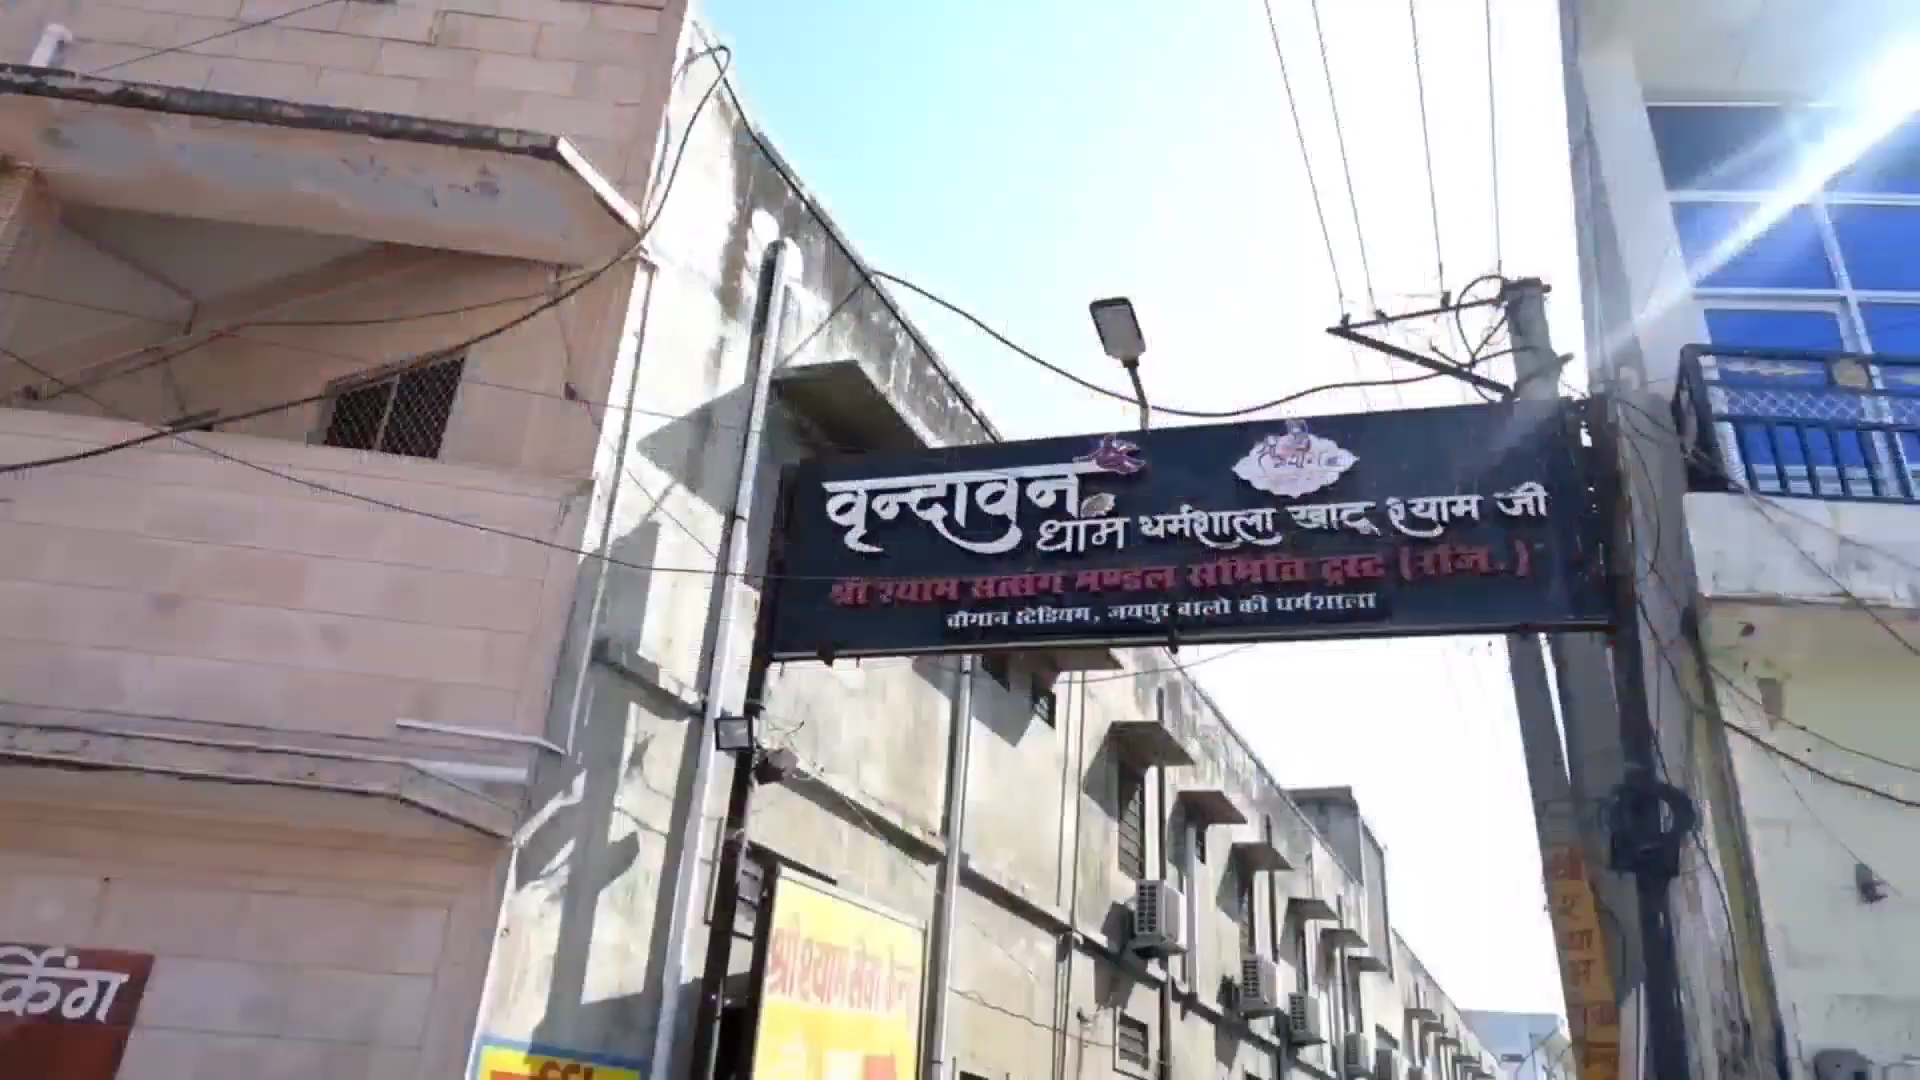 वृन्दावन
धाम धर्मशाला खाटू श्याम जी
श्री श्याम सत्संग मण्डल समिति ट्रस्ट (रजि.)
चौगान स्टेडियम, जयपुर वालो की धर्मशाला
र्किंग